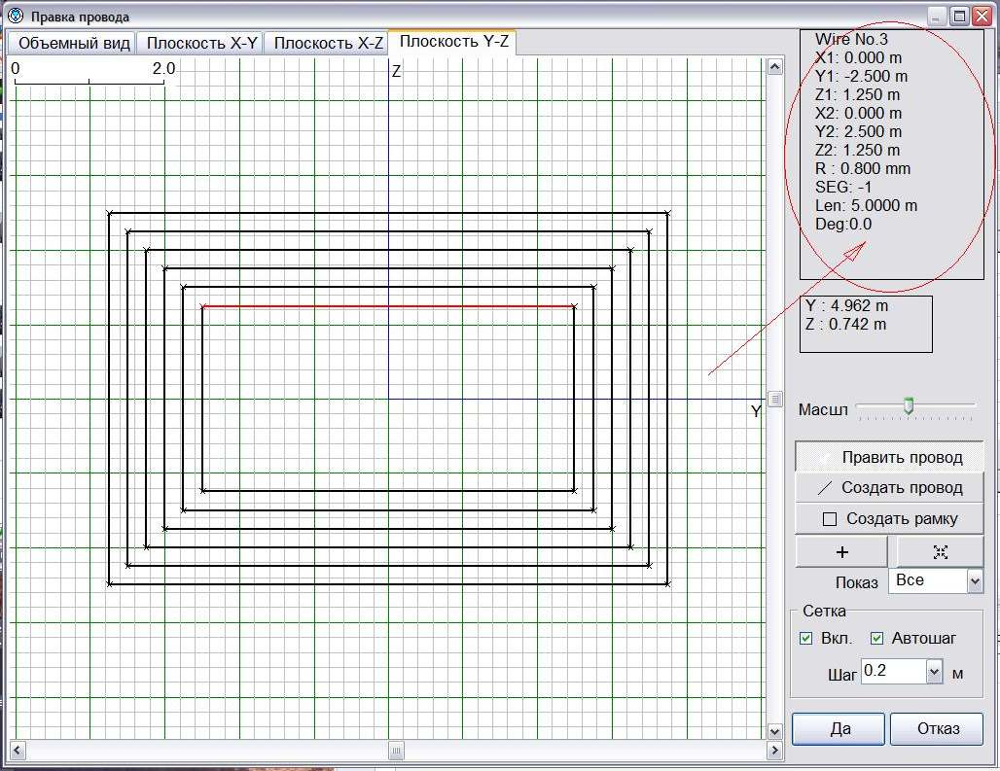 Правка провода
Объемный вид
Плоскость X-Y
Плоскость X-Z
Плоскость Y-Z
0
2.0
Z
Y
Wire No.3
X1: 0.000 m
Y1: -2.500 m
Z1: 1.250 m
X2: 0.000 m
Y2: 2.500 m
Z2: 1.250 m
R : 0.800 mm
SEG: -1
Len: 5.0000 m
Deg:0.0
Y : 4.962 m
Z : 0.742 m
Масшт
Править провод
Создать провод
Создать рамку
+
Показ Все
Сетка
Вкл. Автошаг
Шаг 0.2 м
Да Отказ